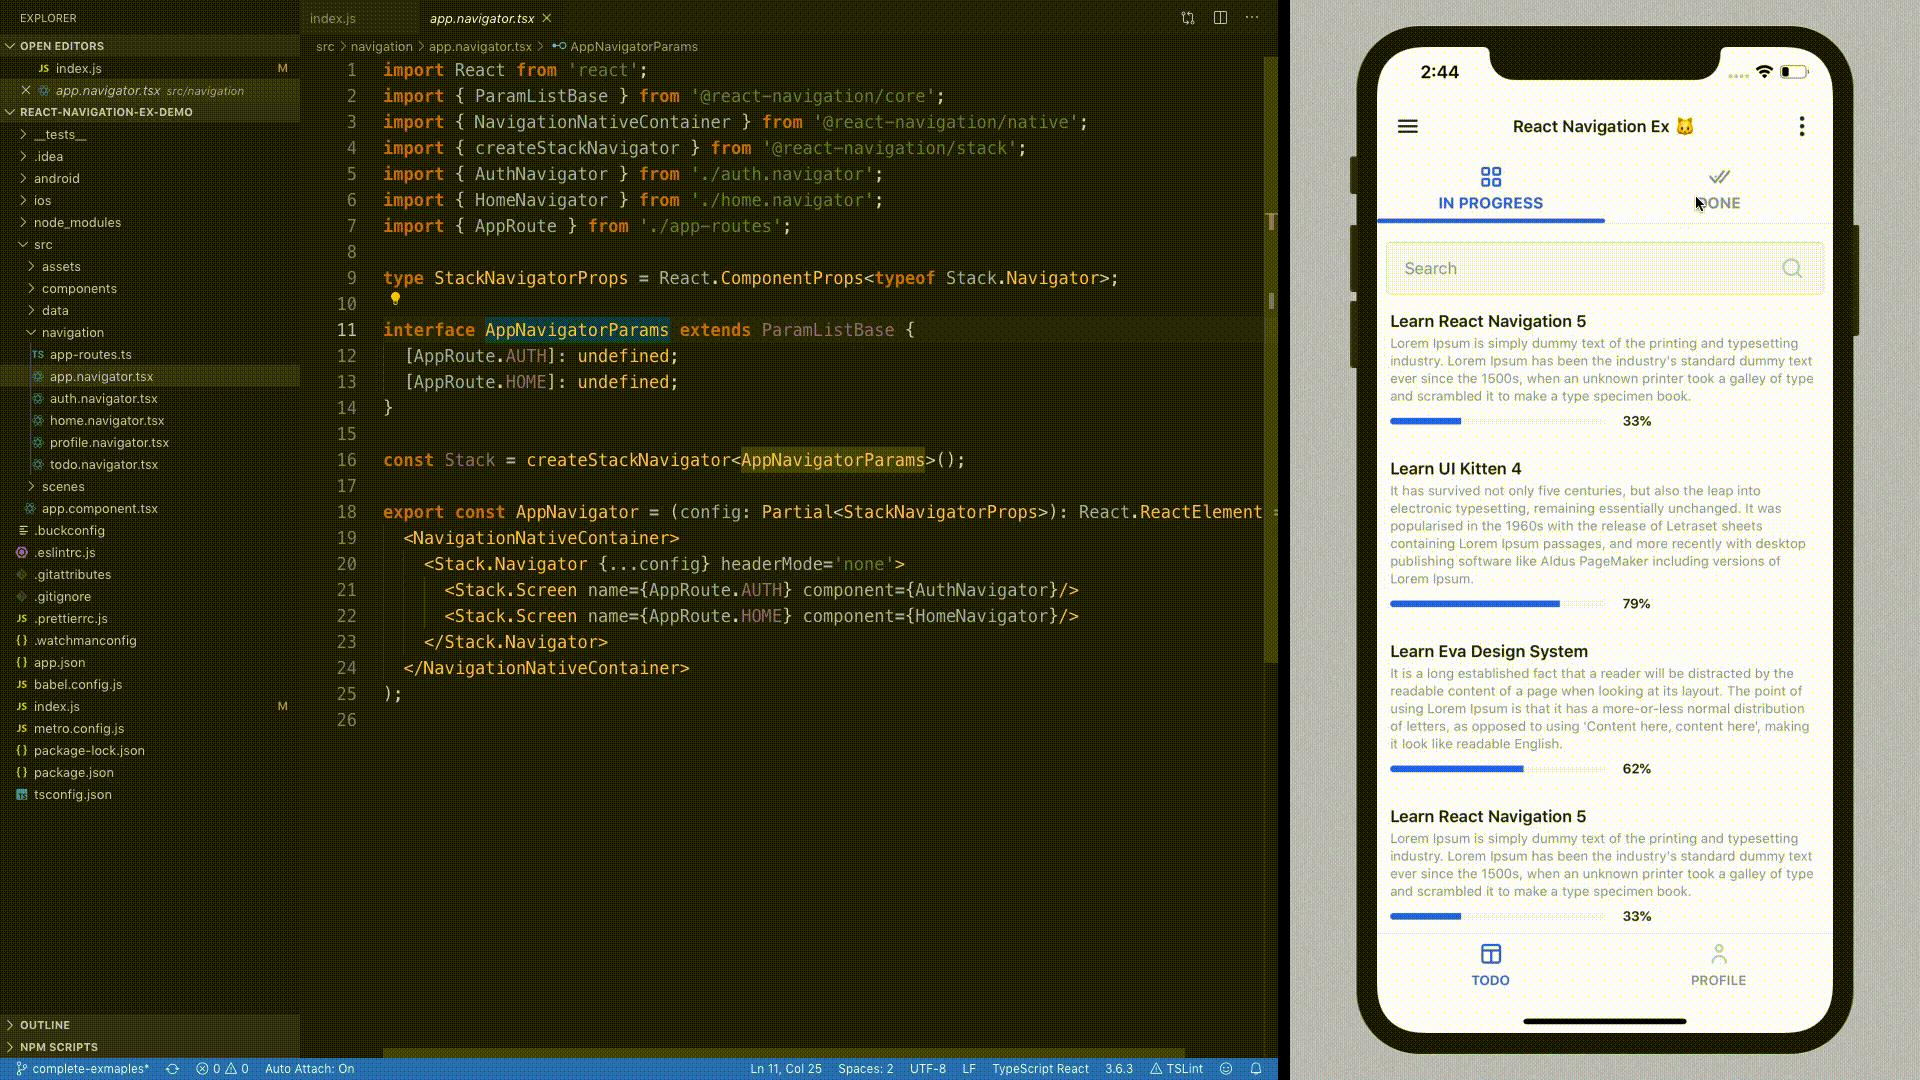 EXPLORER
OPEN EDITORS
JS index.js M
app.navigator.tsx src/navigation
REACT-NAVIGATION-EX-DEMO
__tests__
.idea
android
ios
node_modules
src
assets
components
data
navigation
TS app-routes.ts
app.navigator.tsx
auth.navigator.tsx
home.navigator.tsx
profile.navigator.tsx
todo.navigator.tsx
scenes
app.component.tsx
.buckconfig
.eslintrc.js
.gitattributes
.gitignore
JS .prettierrc.js
{} .watchmanconfig
{} app.json
JS babel.config.js
JS index.js M
JS metro.config.js
{} package-lock.json
{} package.json
TS tsconfig.json
OUTLINE
NPM SCRIPTS
index.js
app.navigator.tsx
src > navigation > app.navigator.tsx > AppNavigatorParams
1 import React from 'react';
2 import { ParamListBase } from '@react-navigation/core';
3 import { NavigationNativeContainer } from '@react-navigation/native';
4 import { createStackNavigator } from '@react-navigation/stack';
5 import { AuthNavigator } from './auth.navigator';
6 import { HomeNavigator } from './home.navigator';
7 import { AppRoute } from './app-routes';
8
9 type StackNavigatorProps = React.ComponentProps<typeof Stack.Navigator>;
10
11 interface AppNavigatorParams extends ParamListBase {
12 [AppRoute.AUTH]: undefined;
13 [AppRoute.HOME]: undefined;
14 }
15
16 const Stack = createStackNavigator<AppNavigatorParams>();
17
18 export const AppNavigator = (config: Partial<StackNavigatorProps>): React.ReactElement =
19 <NavigationNativeContainer>
20 <Stack.Navigator {...config} headerMode='none'>
21 <Stack.Screen name={AppRoute.AUTH} component={AuthNavigator}/>
22 <Stack.Screen name={AppRoute.HOME} component={HomeNavigator}/>
23 </Stack.Navigator>
24 </NavigationNativeContainer>
25 );
26
complete-exmaples* 0 0 Auto Attach: On Ln 11, Col 25 Spaces: 2 UTF-8 LF TypeScript React 3.6.3 TSLint
2:44
React Navigation Ex 🐱
IN PROGRESS
DONE
Search
Learn React Navigation 5
Lorem Ipsum is simply dummy text of the printing and typesetting
industry. Lorem Ipsum has been the industry's standard dummy text
ever since the 1500s, when an unknown printer took a galley of type
and scrambled it to make a type specimen book.
33%
Learn UI Kitten 4
It has survived not only five centuries, but also the leap into
electronic typesetting, remaining essentially unchanged. It was
popularised in the 1960s with the release of Letraset sheets
containing Lorem Ipsum passages, and more recently with desktop
publishing software like Aldus PageMaker including versions of
Lorem Ipsum.
79%
Learn Eva Design System
It is a long established fact that a reader will be distracted by the
readable content of a page when looking at its layout. The point of
using Lorem Ipsum is that it has a more-or-less normal distribution
of letters, as opposed to using 'Content here, content here', making
it look like readable English.
62%
Learn React Navigation 5
Lorem Ipsum is simply dummy text of the printing and typesetting
industry. Lorem Ipsum has been the industry's standard dummy text
ever since the 1500s, when an unknown printer took a galley of type
and scrambled it to make a type specimen book.
33%
TODO
PROFILE